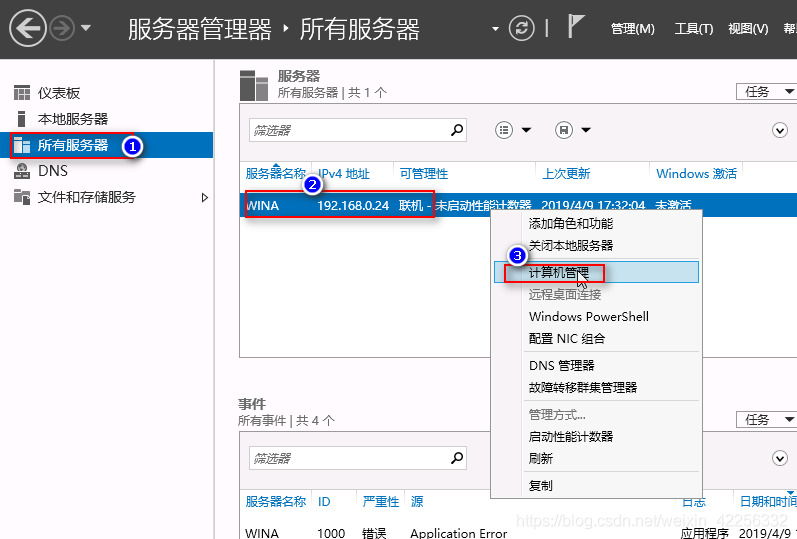 服务器管理器 · 所有服务器
管理(M) 工具(T) 视图(V) 帮
仪表板
本地服务器
所有服务器 1
DNS
文件和存储服务
服务器
所有服务器 | 共 1 个
任务
筛选器
服务器名称 IPv4 地址 可管理性 上次更新 Windows 激活
2
WINA 192.168.0.24 联机 - 未启动性能计数器 2019/4/9 17:32:04 未激活
添加角色和功能
关闭本地服务器
3
计算机管理
远程桌面连接
Windows PowerShell
配置 NIC 组合
DNS 管理器
故障转移群集管理器
管理方式...
启动性能计数器
刷新
复制
事件
所有事件 | 共 4 个
任务
筛选器
服务器名称 ID 严重性 源 日志 日期和时间
WINA 1000 错误 Application Error 应用程序 2019/4/9
https://blog.csdn.net/weixin_42256332